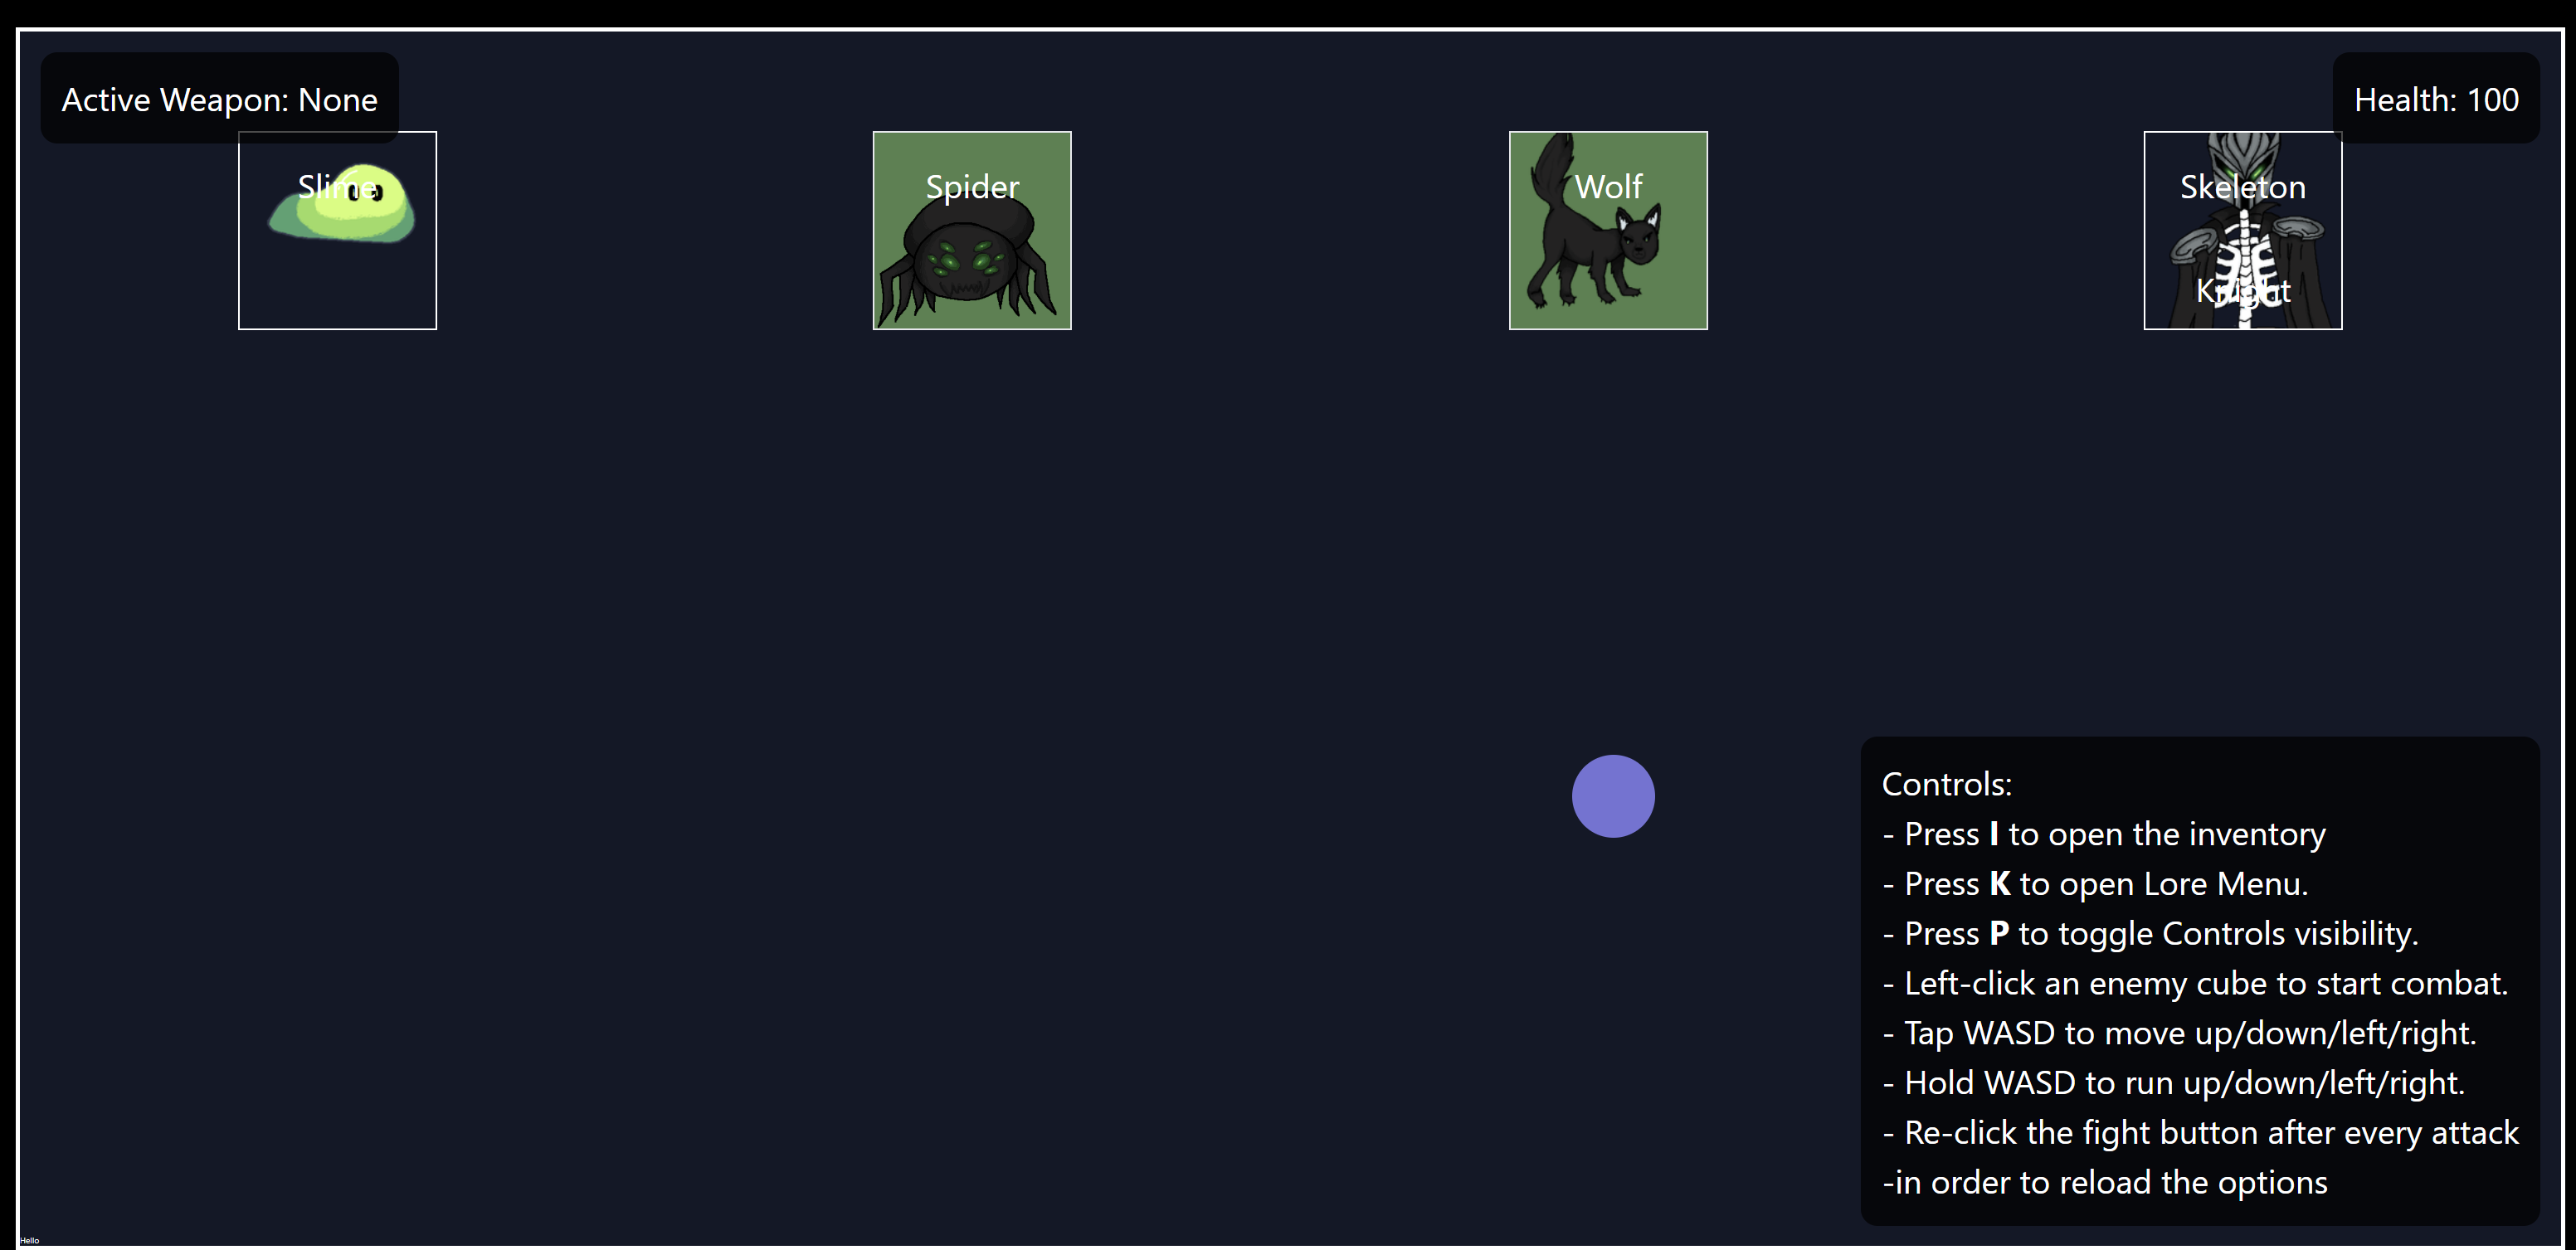 Active Weapon: None
Health: 100
Slime
Spider
Wolf
Skeleton
Knight
Controls:
- Press I to open the inventory
- Press K to open Lore Menu.
- Press P to toggle Controls visibility.
- Left-click an enemy cube to start combat.
- Tap WASD to move up/down/left/right.
- Hold WASD to run up/down/left/right.
- Re-click the fight button after every attack
-in order to reload the options
Hello